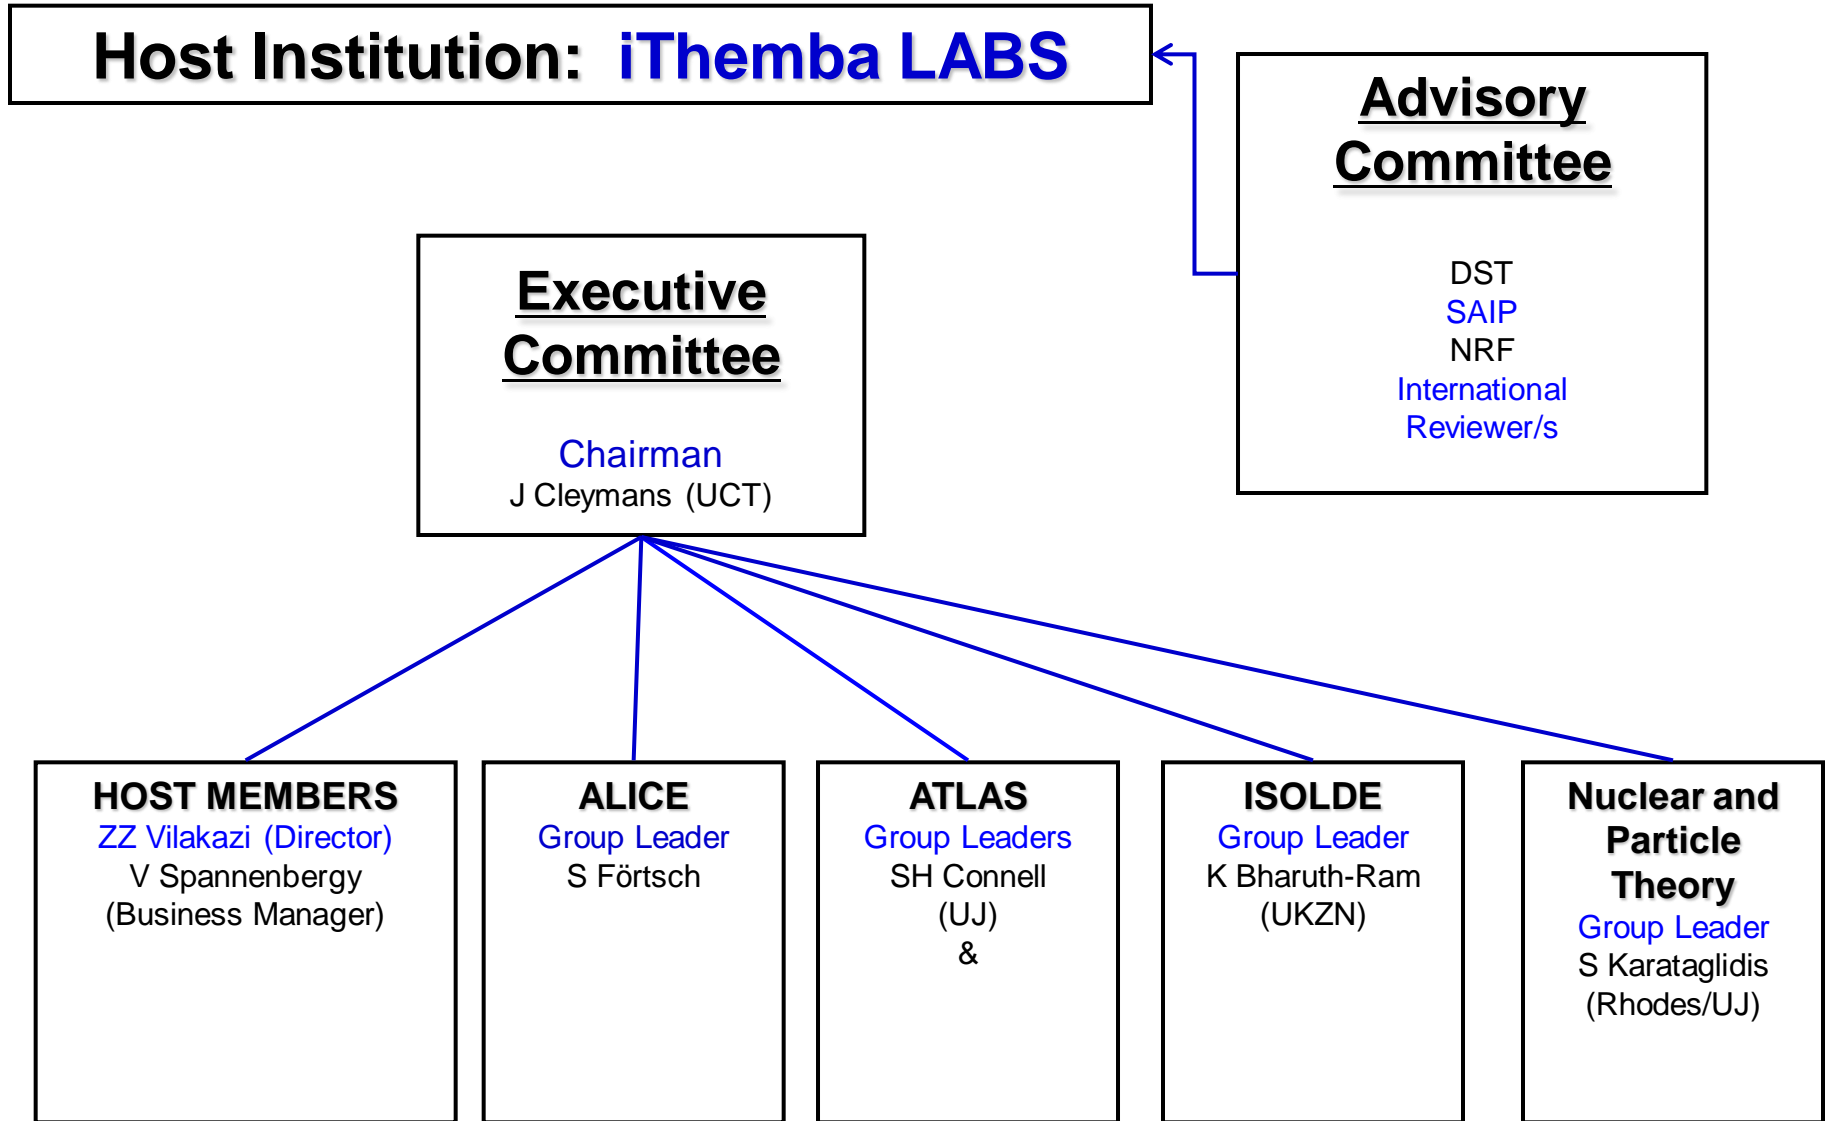 Host Institution: iThemba LABS
Advisory
Committee
DST
SAIP
NRF
International
Reviewer/s
Executive
Committee
Chairman
J Cleymans (UCT)
HOST MEMBERS
ZZ Vilakazi (Director)
V Spannenbergy
(Business Manager)
ALICE
Group Leader
S Förtsch
ATLAS
Group Leaders
SH Connell
(UJ)
&
ISOLDE
Group Leader
K Bharuth-Ram
(UKZN)
Nuclear and
Particle
Theory
Group Leader
S Karataglidis
(Rhodes/UJ)